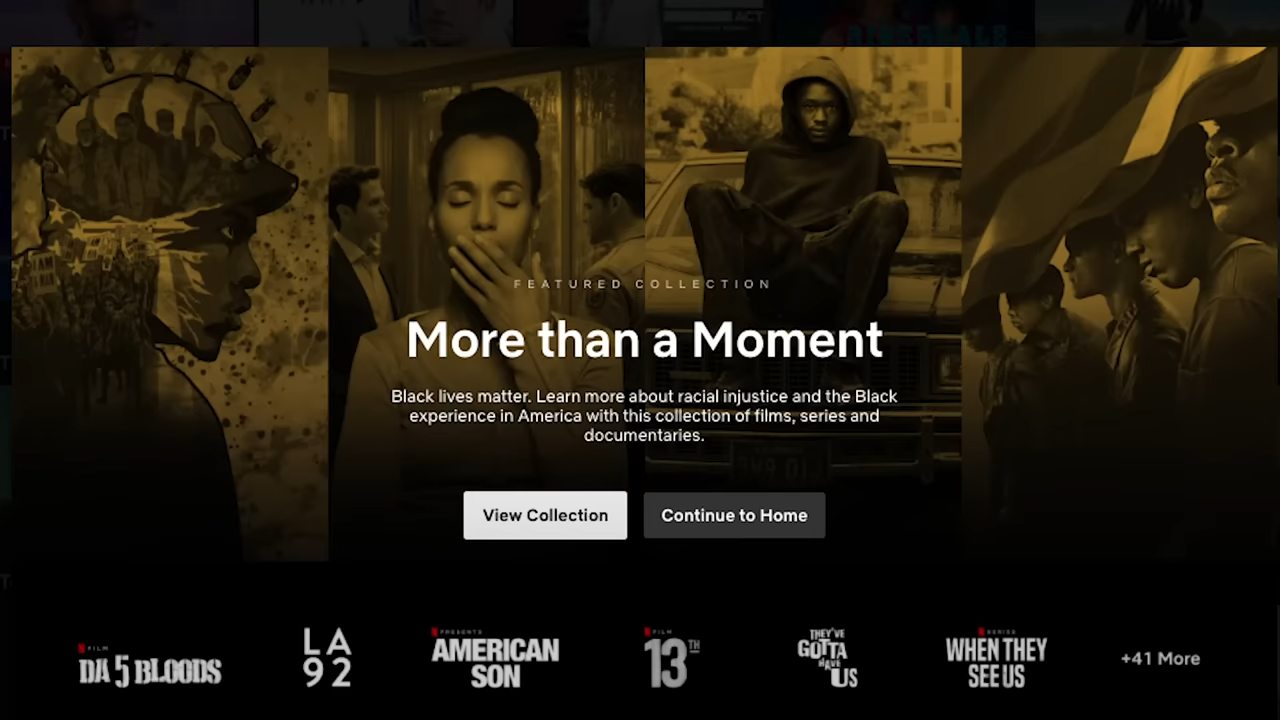 RIVERDALE
FEATURED COLLECTION
More than a Moment
Black lives matter. Learn more about racial injustice and the Black
experience in America with this collection of films, series and
documentaries.
View Collection
Continue to Home
FILM
DA 5 BLOODS
LA
92
PRESENTS
AMERICAN
SON
FILM
13TH
THEY'VE
GOTTA
HAVE
US
SERIES
WHEN THEY
SEE US
+41 More